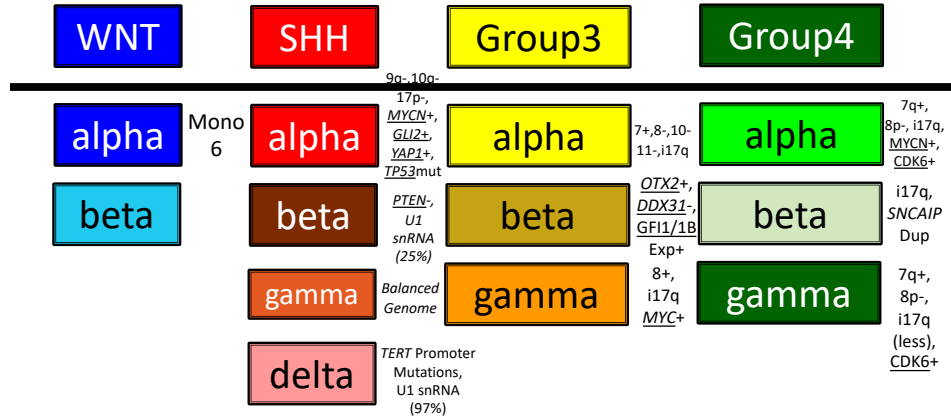 WNT
SHH
Group3
Group4
alpha
Mono
6
alpha
9q-,10q-
17p-,
MYCN+,
GLI2+,
YAP1+,
TP53mut
alpha
7+,8-,10-
11-,i17q
alpha
7q+,
8p-, i17q,
MYCN+,
CDK6+
beta
beta
PTEN-,
U1
snRNA
(25%)
beta
OTX2+,
DDX31-,
GFI1/1B
Exp+
beta
i17q,
SNCAIP
Dup
gamma
Balanced
Genome
gamma
8+,
i17q
MYC+
gamma
7q+,
8p-,
i17q
(less),
CDK6+
delta
TERT Promoter
Mutations,
U1 snRNA
(97%)